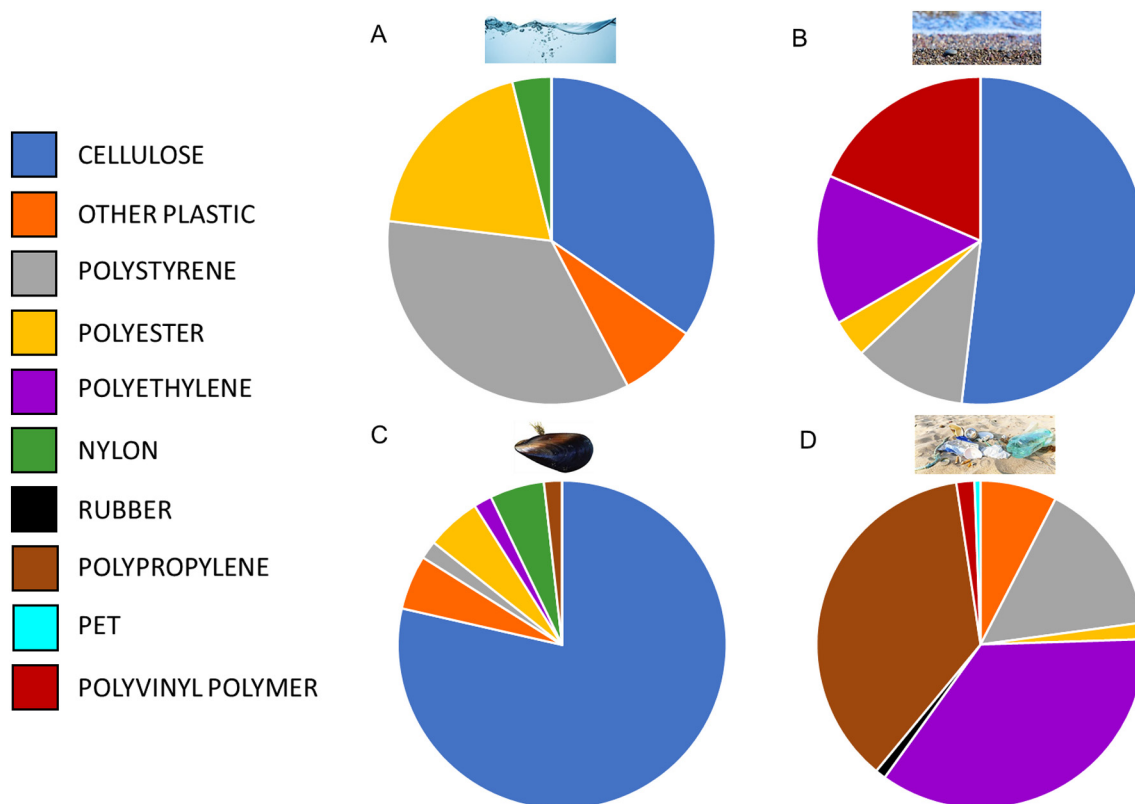 A
B
CELLULOSE
OTHER PLASTIC
POLYSTYRENE
POLYESTER
POLYETHYLENE
NYLON
RUBBER
POLYPROPYLENE
PET
POLYVINYL POLYMER
C
D